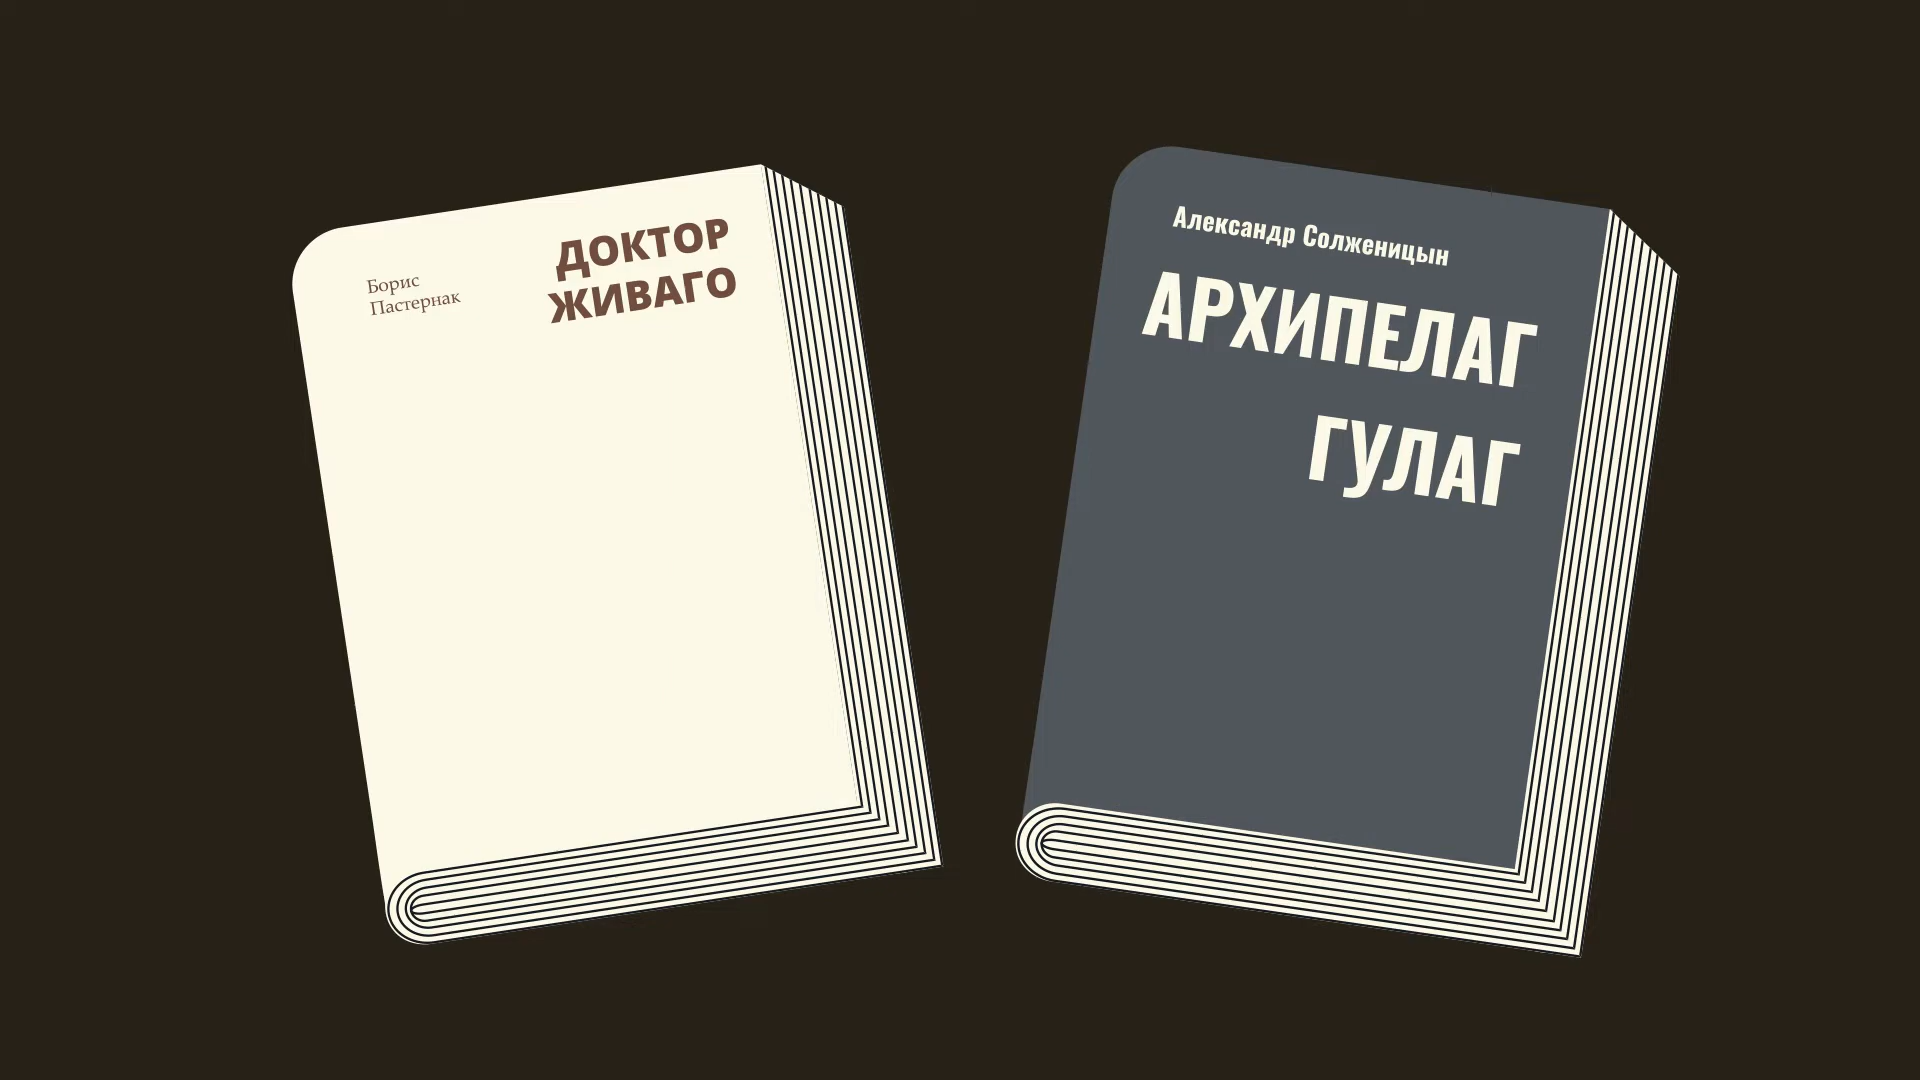 Борис
Пастернак
ДОКТОР
ЖИВАГО
Александр Солженицын
АРХИПЕЛАГ
ГУЛАГ